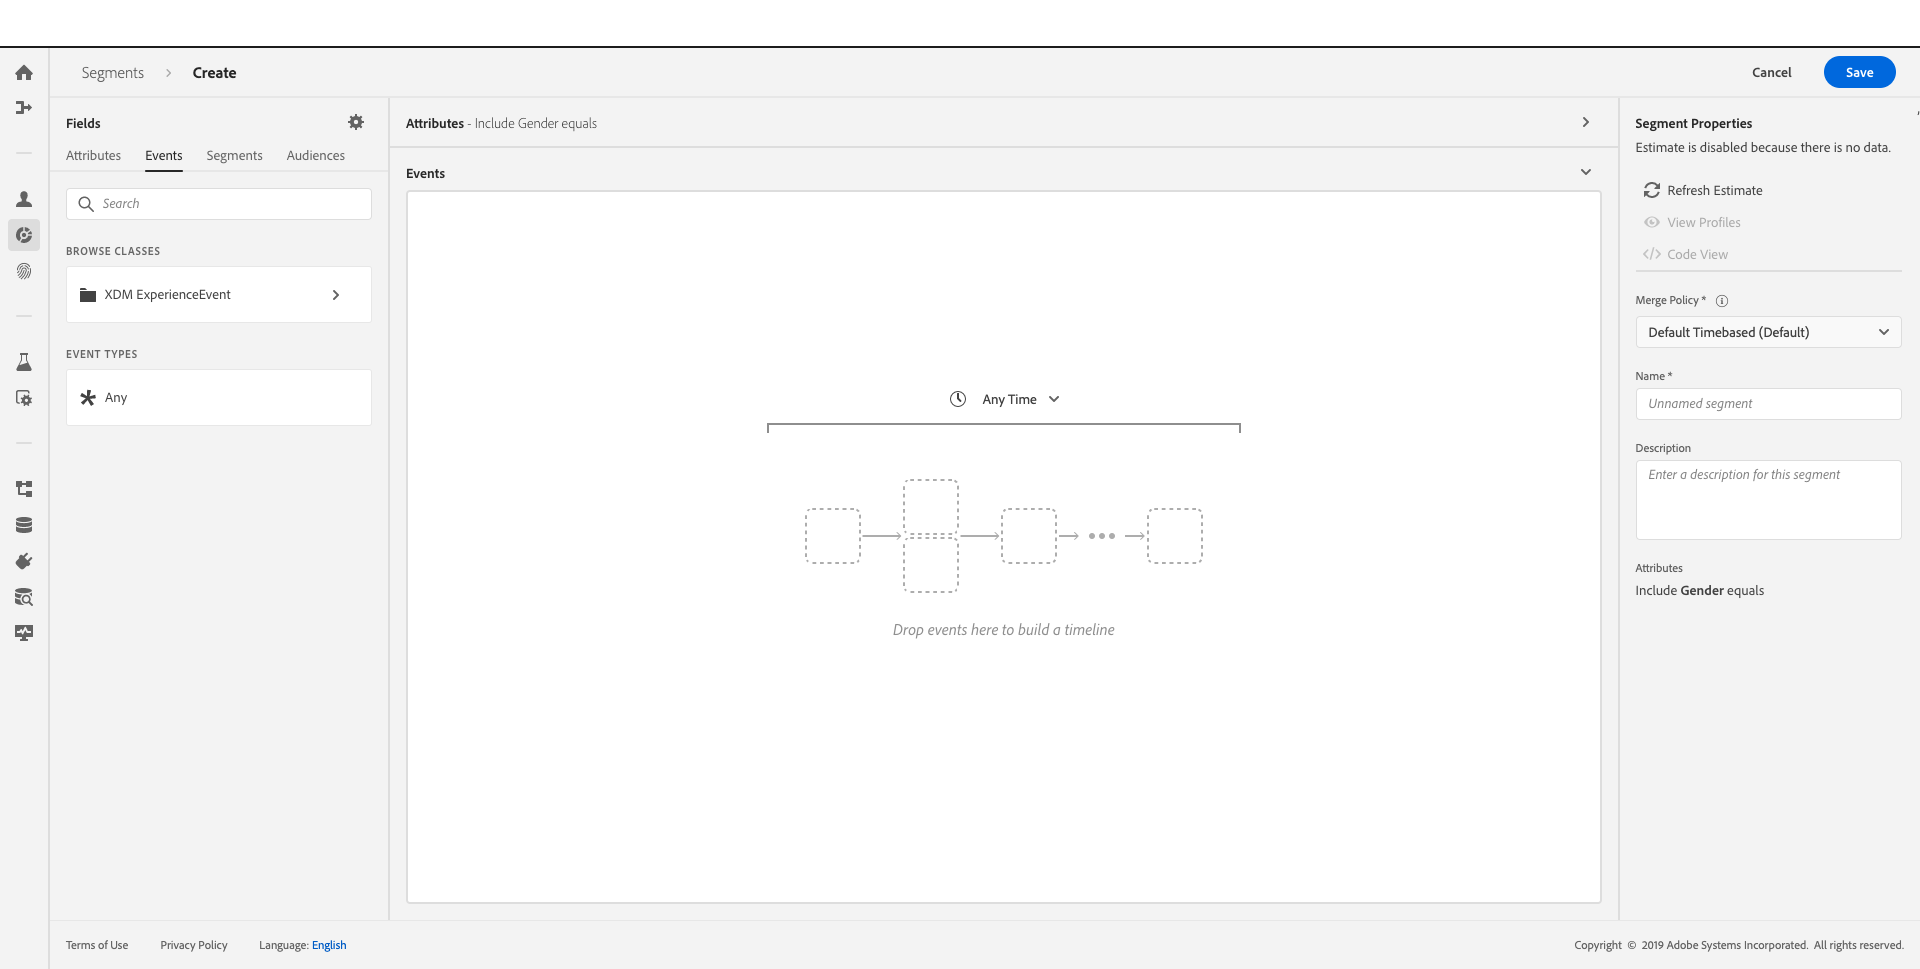 Segments > Create
Cancel
Save
Fields
Attributes Events Segments Audiences
Search
BROWSE CLASSES
XDM ExperienceEvent
EVENT TYPES
Any
Attributes - Include Gender equals
Events
Any Time
Drop events here to build a timeline
Segment Properties
Estimate is disabled because there is no data.
Refresh Estimate
View Profiles
</> Code View
Merge Policy *
Default Timebased (Default)
Name *
Unnamed segment
Description
Enter a description for this segment
Attributes
Include Gender equals
Terms of Use Privacy Policy Language: English
Copyright © 2019 Adobe Systems Incorporated. All rights reserved.